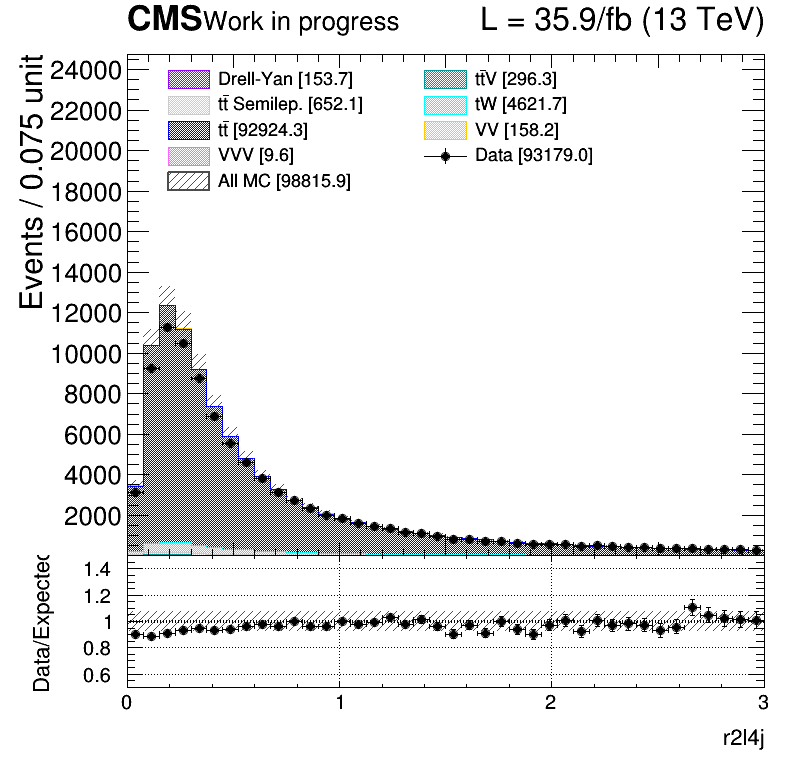 CMS Work in progress L = 35.9/fb (13 TeV)
Events / 0.075 unit
24000
22000
20000
18000
16000
14000
12000
10000
8000
6000
4000
2000
Drell-Yan [153.7]
tt̄ Semilep. [652.1]
tt̄ [92924.3]
VVV [9.6]
All MC [98815.9]
tt̄V [296.3]
tW [4621.7]
VV [158.2]
Data [93179.0]
Data/Expected
1.4
1.2
1
0.8
0.6
0 1 2 3
r2l4j